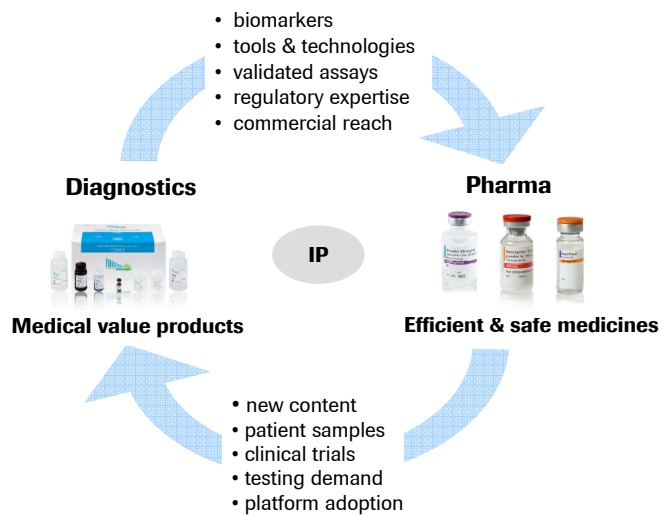 • biomarkers
• tools & technologies
• validated assays
• regulatory expertise
• commercial reach
Diagnostics
Pharma
IP
Medical value products
Efficient & safe medicines
• new content
• patient samples
• clinical trials
• testing demand
• platform adoption